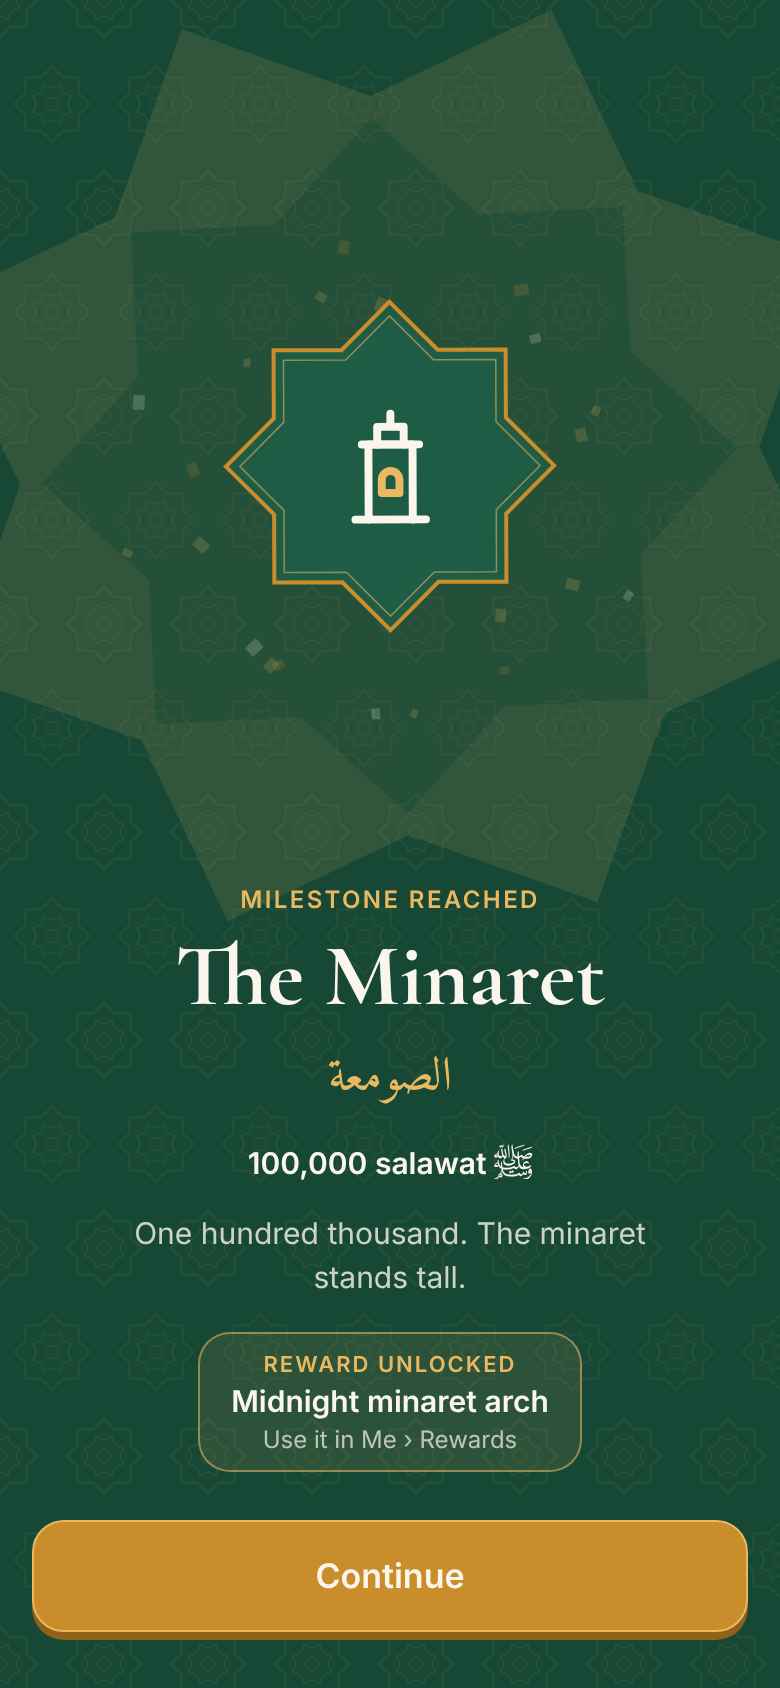 MILESTONE REACHED
The Minaret
الصومعة
100,000 salawat ﷺ
One hundred thousand. The minaret
stands tall.
REWARD UNLOCKED
Midnight minaret arch
Use it in Me › Rewards
Continue